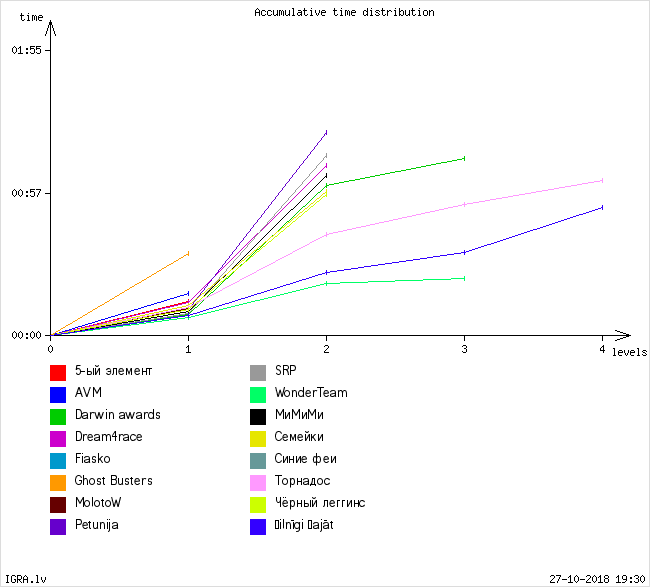 Accumulative time distribution
time
01:55
00:57
00:00
0 1 2 3 4 levels
5-ый элемент SRP
AVM WonderTeam
Darwin awards МиМиМи
Dream4race Семейки
Fiasko Синие феи
Ghost Busters Торнадос
MolotoW Чёрный леггинс
Petunija ilnīgi ajāt
IGRA.lv 27-10-2018 19:30